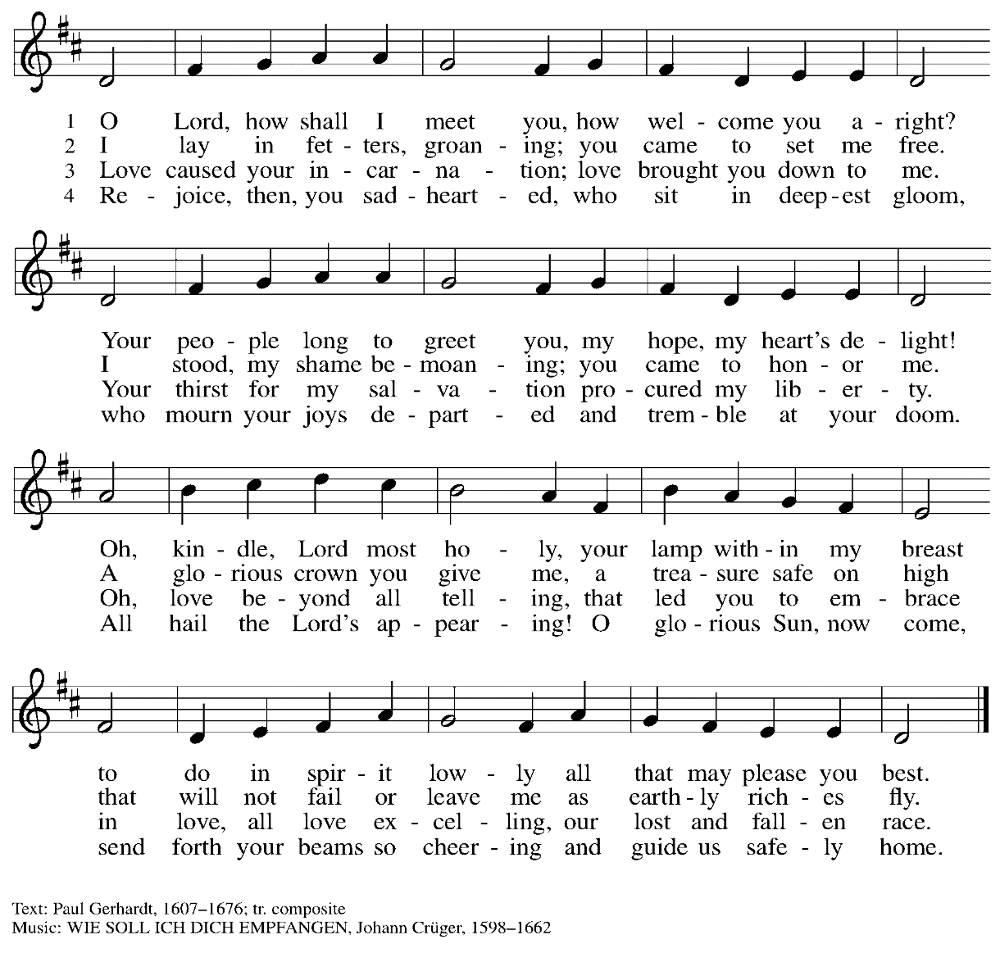 1 O Lord, how shall I meet you, how wel - come you a - right?
2 I lay in fet - ters, groan - ing; you came to set me free.
3 Love caused your in - car - na - tion; love brought you down to me.
4 Re - joice, then, you sad - heart - ed, who sit in deep - est gloom,
Your peo - ple long to greet you, my hope, my heart's de - light!
I stood, my shame be - moan - ing; you came to hon - or me.
Your thirst for my sal - va - tion pro - cured my lib - er - ty.
who mourn your joys de - part - ed and trem - ble at your doom.
Oh, kin - dle, Lord most ho - ly, your lamp with - in my breast
A glo - rious crown you give me, a trea - sure safe on high
Oh, love be - yond all tell - ing, that led you to em - brace
All hail the Lord's ap - pear - ing! O glo - rious Sun, now come,
to do in spir - it low - ly all that may please you best.
that will not fail or leave me as earth - ly rich - es fly.
in love, all love ex - cel - ling, our lost and fall - en race.
send forth your beams so cheer - ing and guide us safe - ly home.
Text: Paul Gerhardt, 1607–1676; tr. composite
Music: WIE SOLL ICH DICH EMPFANGEN, Johann Crüger, 1598–1662